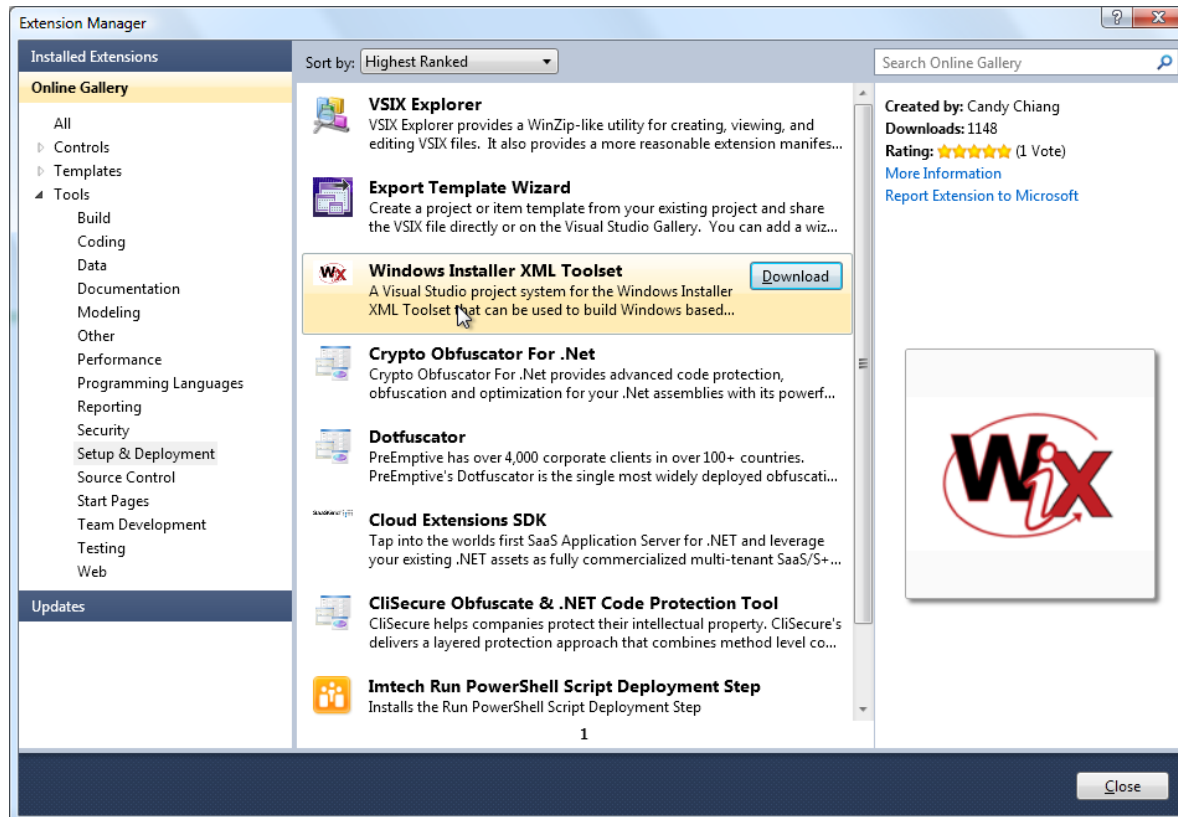 Extension Manager
Installed Extensions
Online Gallery
All
Controls
Templates
Tools
Build
Coding
Data
Documentation
Modeling
Other
Performance
Programming Languages
Reporting
Security
Setup & Deployment
Source Control
Start Pages
Team Development
Testing
Web
Updates
Sort by: Highest Ranked
VSIX Explorer
VSIX Explorer provides a WinZip-like utility for creating, viewing, and
editing VSIX files. It also provides a more reasonable extension manifes...
Export Template Wizard
Create a project or item template from your existing project and share
the VSIX file directly or on the Visual Studio Gallery. You can add a wiz...
Windows Installer XML Toolset
A Visual Studio project system for the Windows Installer
XML Toolset that can be used to build Windows based...
Download
Crypto Obfuscator For .Net
Crypto Obfuscator For .Net provides advanced code protection,
obfuscation and optimization for your .Net assemblies with its powerf...
Dotfuscator
PreEmptive has over 4,000 corporate clients in over 100+ countries.
PreEmptive's Dotfuscator is the single most widely deployed obfuscati...
Cloud Extensions SDK
Tap into the worlds first SaaS Application Server for .NET and leverage
your existing .NET assets as fully commercialized multi-tenant SaaS/S+...
CliSecure Obfuscate & .NET Code Protection Tool
CliSecure helps companies protect their intellectual property. CliSecure's
delivers a layered protection approach that combines method level co...
Imtech Run PowerShell Script Deployment Step
Installs the Run PowerShell Script Deployment Step
1
Search Online Gallery
Created by: Candy Chiang
Downloads: 1148
Rating: (1 Vote)
More Information
Report Extension to Microsoft
WiX
WiX
Close